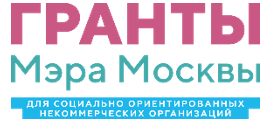 ГРАНТЫ
Мэра Москвы
ДЛЯ СОЦИАЛЬНО ОРИЕНТИРОВАННЫХ
НЕКОММЕРЧЕСКИХ ОРГАНИЗАЦИЙ